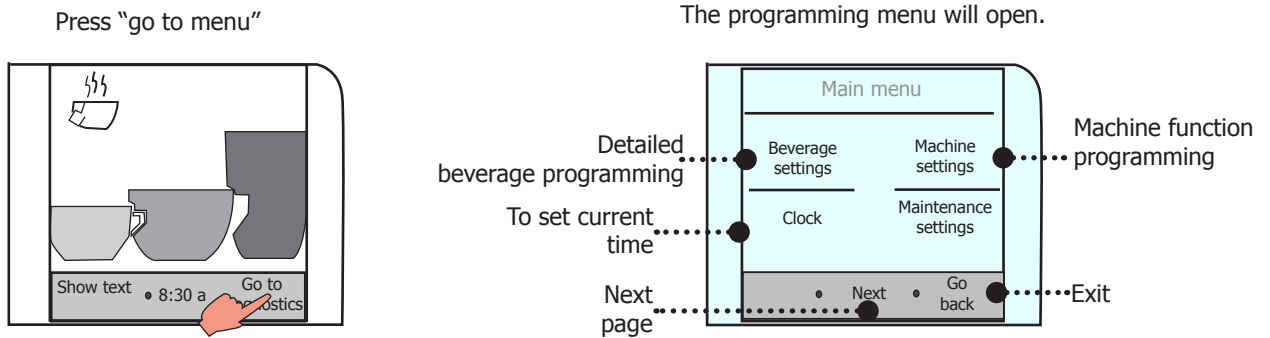 Press “go to menu”
Show text
8:30 a
Go to
The programming menu will open.
Main menu
Beverage
settings
Machine
settings
Clock
Maintenance
settings
Next
Go
back
Detailed
beverage programming
To set current
time
Next
page
Machine function
programming
Exit